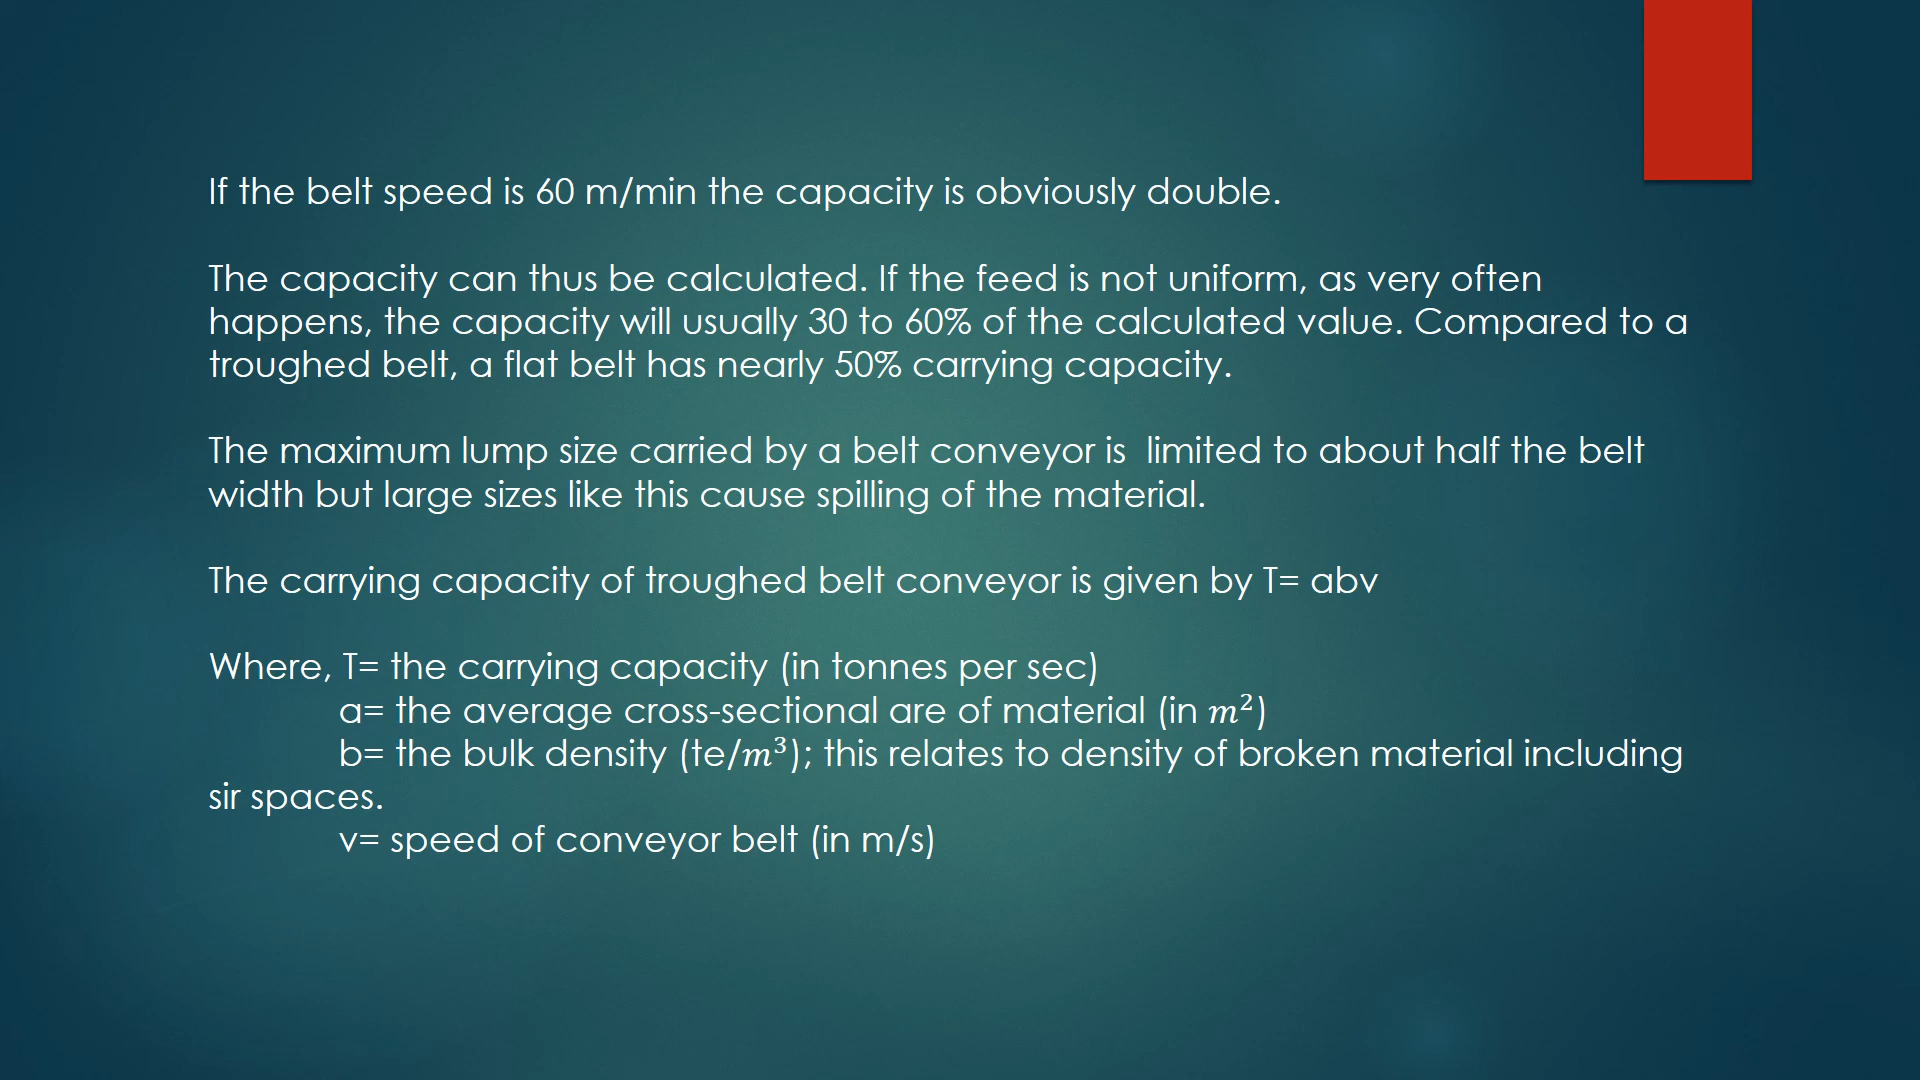 If the belt speed is 60 m/min the capacity is obviously double.
The capacity can thus be calculated. If the feed is not uniform, as very often
happens, the capacity will usually 30 to 60% of the calculated value. Compared to a
troughed belt, a flat belt has nearly 50% carrying capacity.
The maximum lump size carried by a belt conveyor is  limited to about half the belt
width but large sizes like this cause spilling of the material.
The carrying capacity of troughed belt conveyor is given by T= abv
Where, T= the carrying capacity (in tonnes per sec)
a= the average cross-sectional are of material (in m²)
b= the bulk density (te/m³); this relates to density of broken material including
sir spaces.
v= speed of conveyor belt (in m/s)